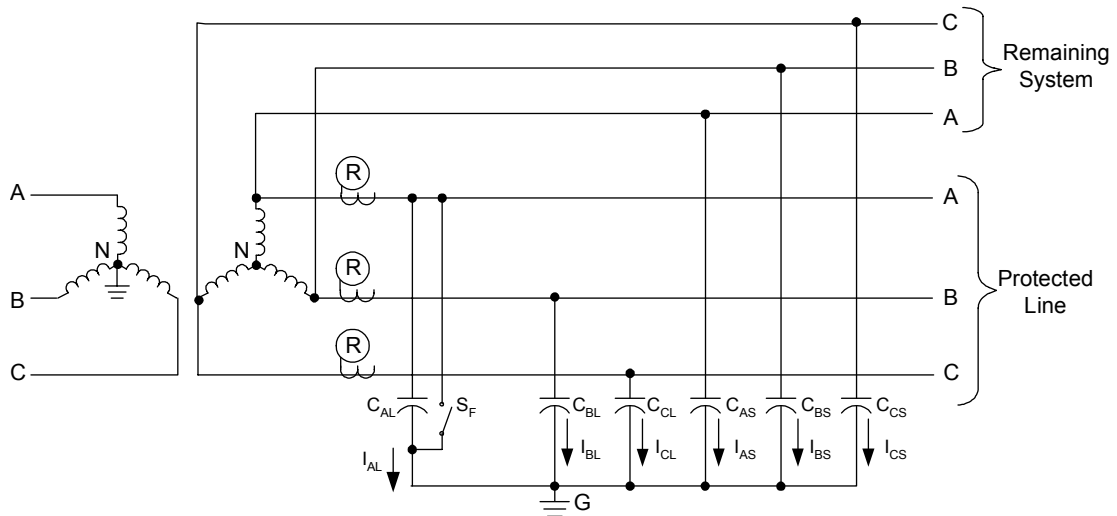 C
Remaining
System
B
A
R
A
A
N
N
R
B
B
Protected
Line
R
C
C
C_AL
S_F
C_BL
C_CL
C_AS
C_BS
C_CS
I_AL
I_BL
I_CL
I_AS
I_BS
I_CS
G